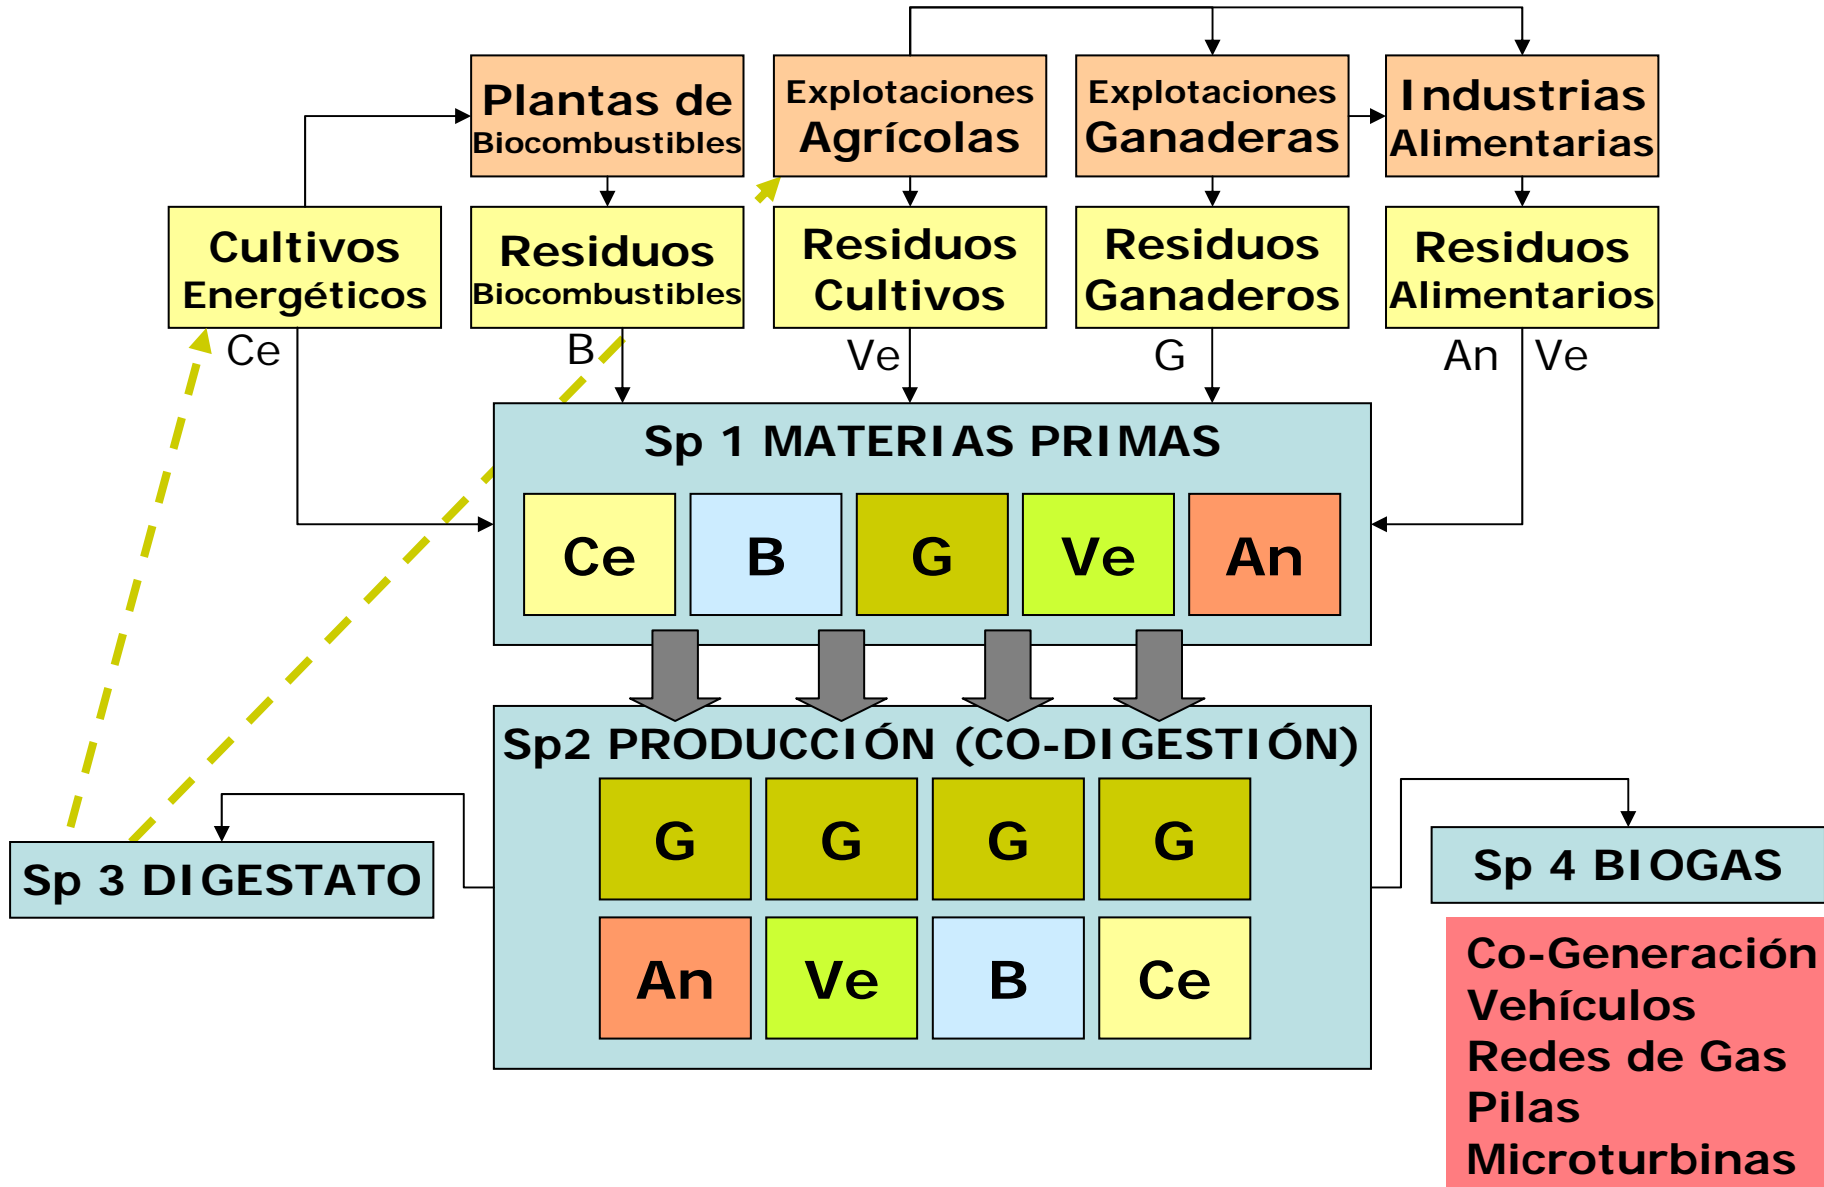 Plantas de
Biocombustibles
Explotaciones
Agrícolas
Explotaciones
Ganaderas
Industrias
Alimentarias
Cultivos
Energéticos
Residuos
Biocombustibles
Residuos
Cultivos
Residuos
Ganaderos
Residuos
Alimentarios
Ce
B
Ve
G
An
Ve
Sp 1 MATERIAS PRIMAS
Ce
B
G
Ve
An
Sp2 PRODUCCIÓN (CO-DIGESTIÓN)
G
G
G
G
An
Ve
B
Ce
Sp 3 DIGESTATO
Sp 4 BIOGAS
Co-Generación
Vehículos
Redes de Gas
Pilas
Microturbinas